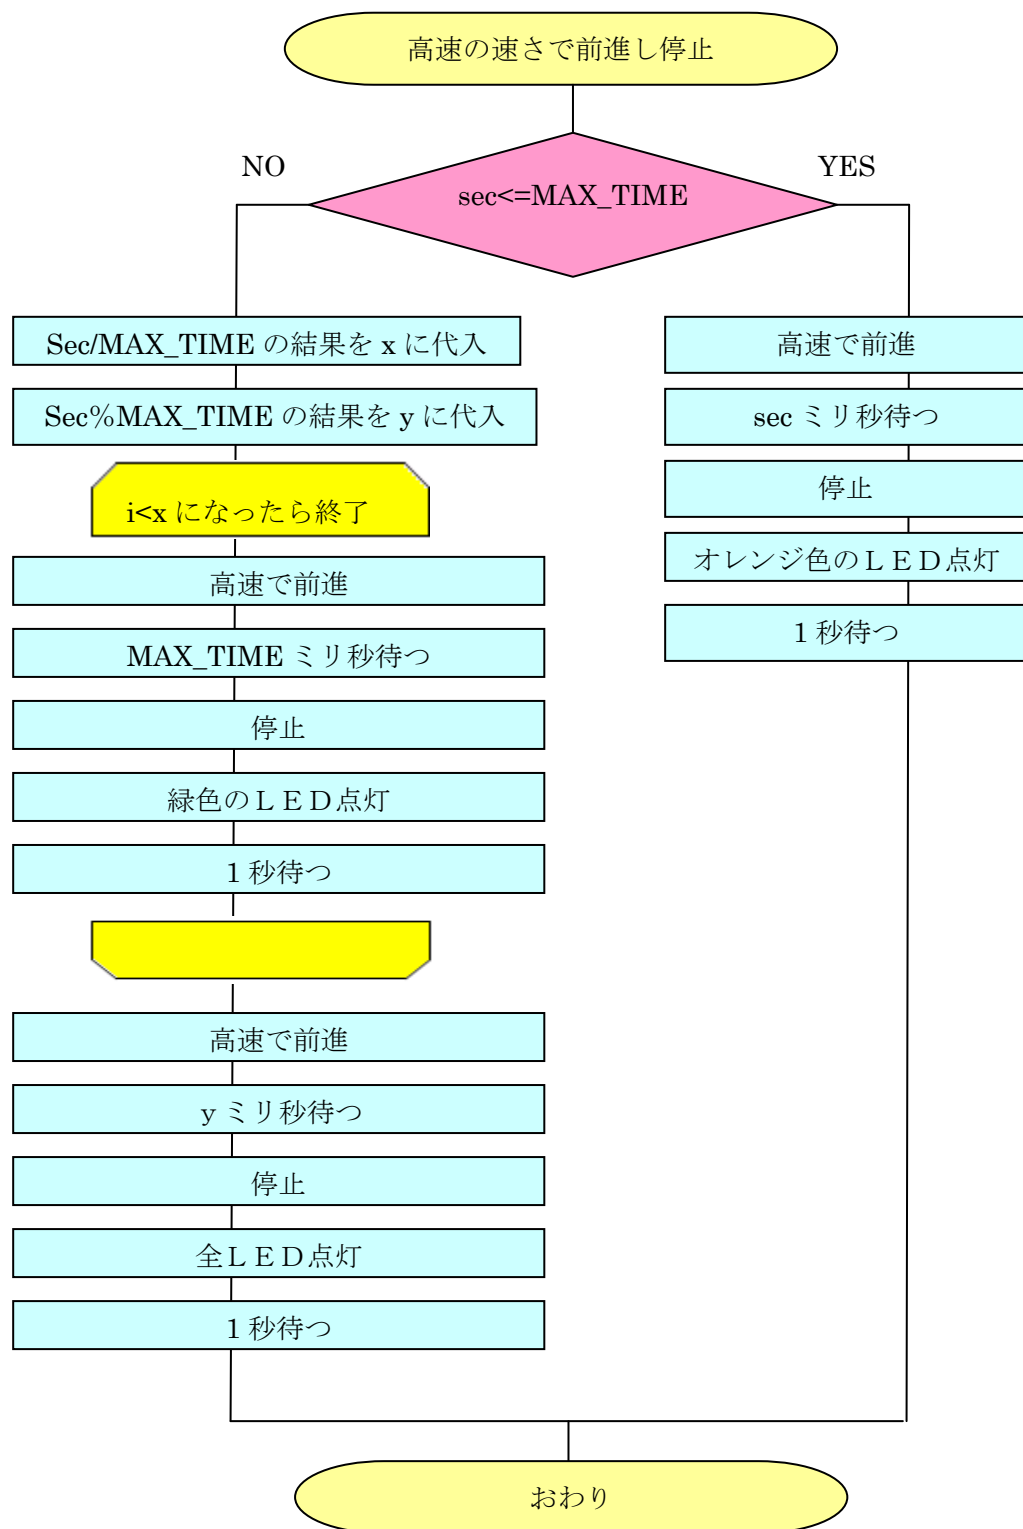 高速の速さで前進し停止
NO
YES
sec<=MAX_TIME
Sec/MAX_TIME の結果を x に代入
Sec%MAX_TIME の結果を y に代入
i<x になったら終了
高速で前進
MAX_TIME ミリ秒待つ
停止
緑色のＬＥＤ点灯
1 秒待つ
高速で前進
y ミリ秒待つ
停止
全ＬＥＤ点灯
1 秒待つ
高速で前進
sec ミリ秒待つ
停止
オレンジ色のＬＥＤ点灯
1 秒待つ
おわり